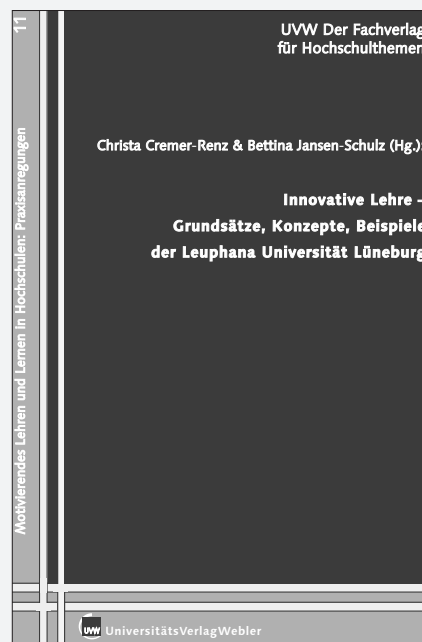 11
Motivierendes Lehren und Lernen in Hochschulen: Praxisanregungen
UVW Der Fachverlag
für Hochschulthemen
Christa Cremer-Renz & Bettina Jansen-Schulz (Hg.):
Innovative Lehre -
Grundsätze, Konzepte, Beispiele
der Leuphana Universität Lüneburg
UVW UniversitätsVerlagWebler